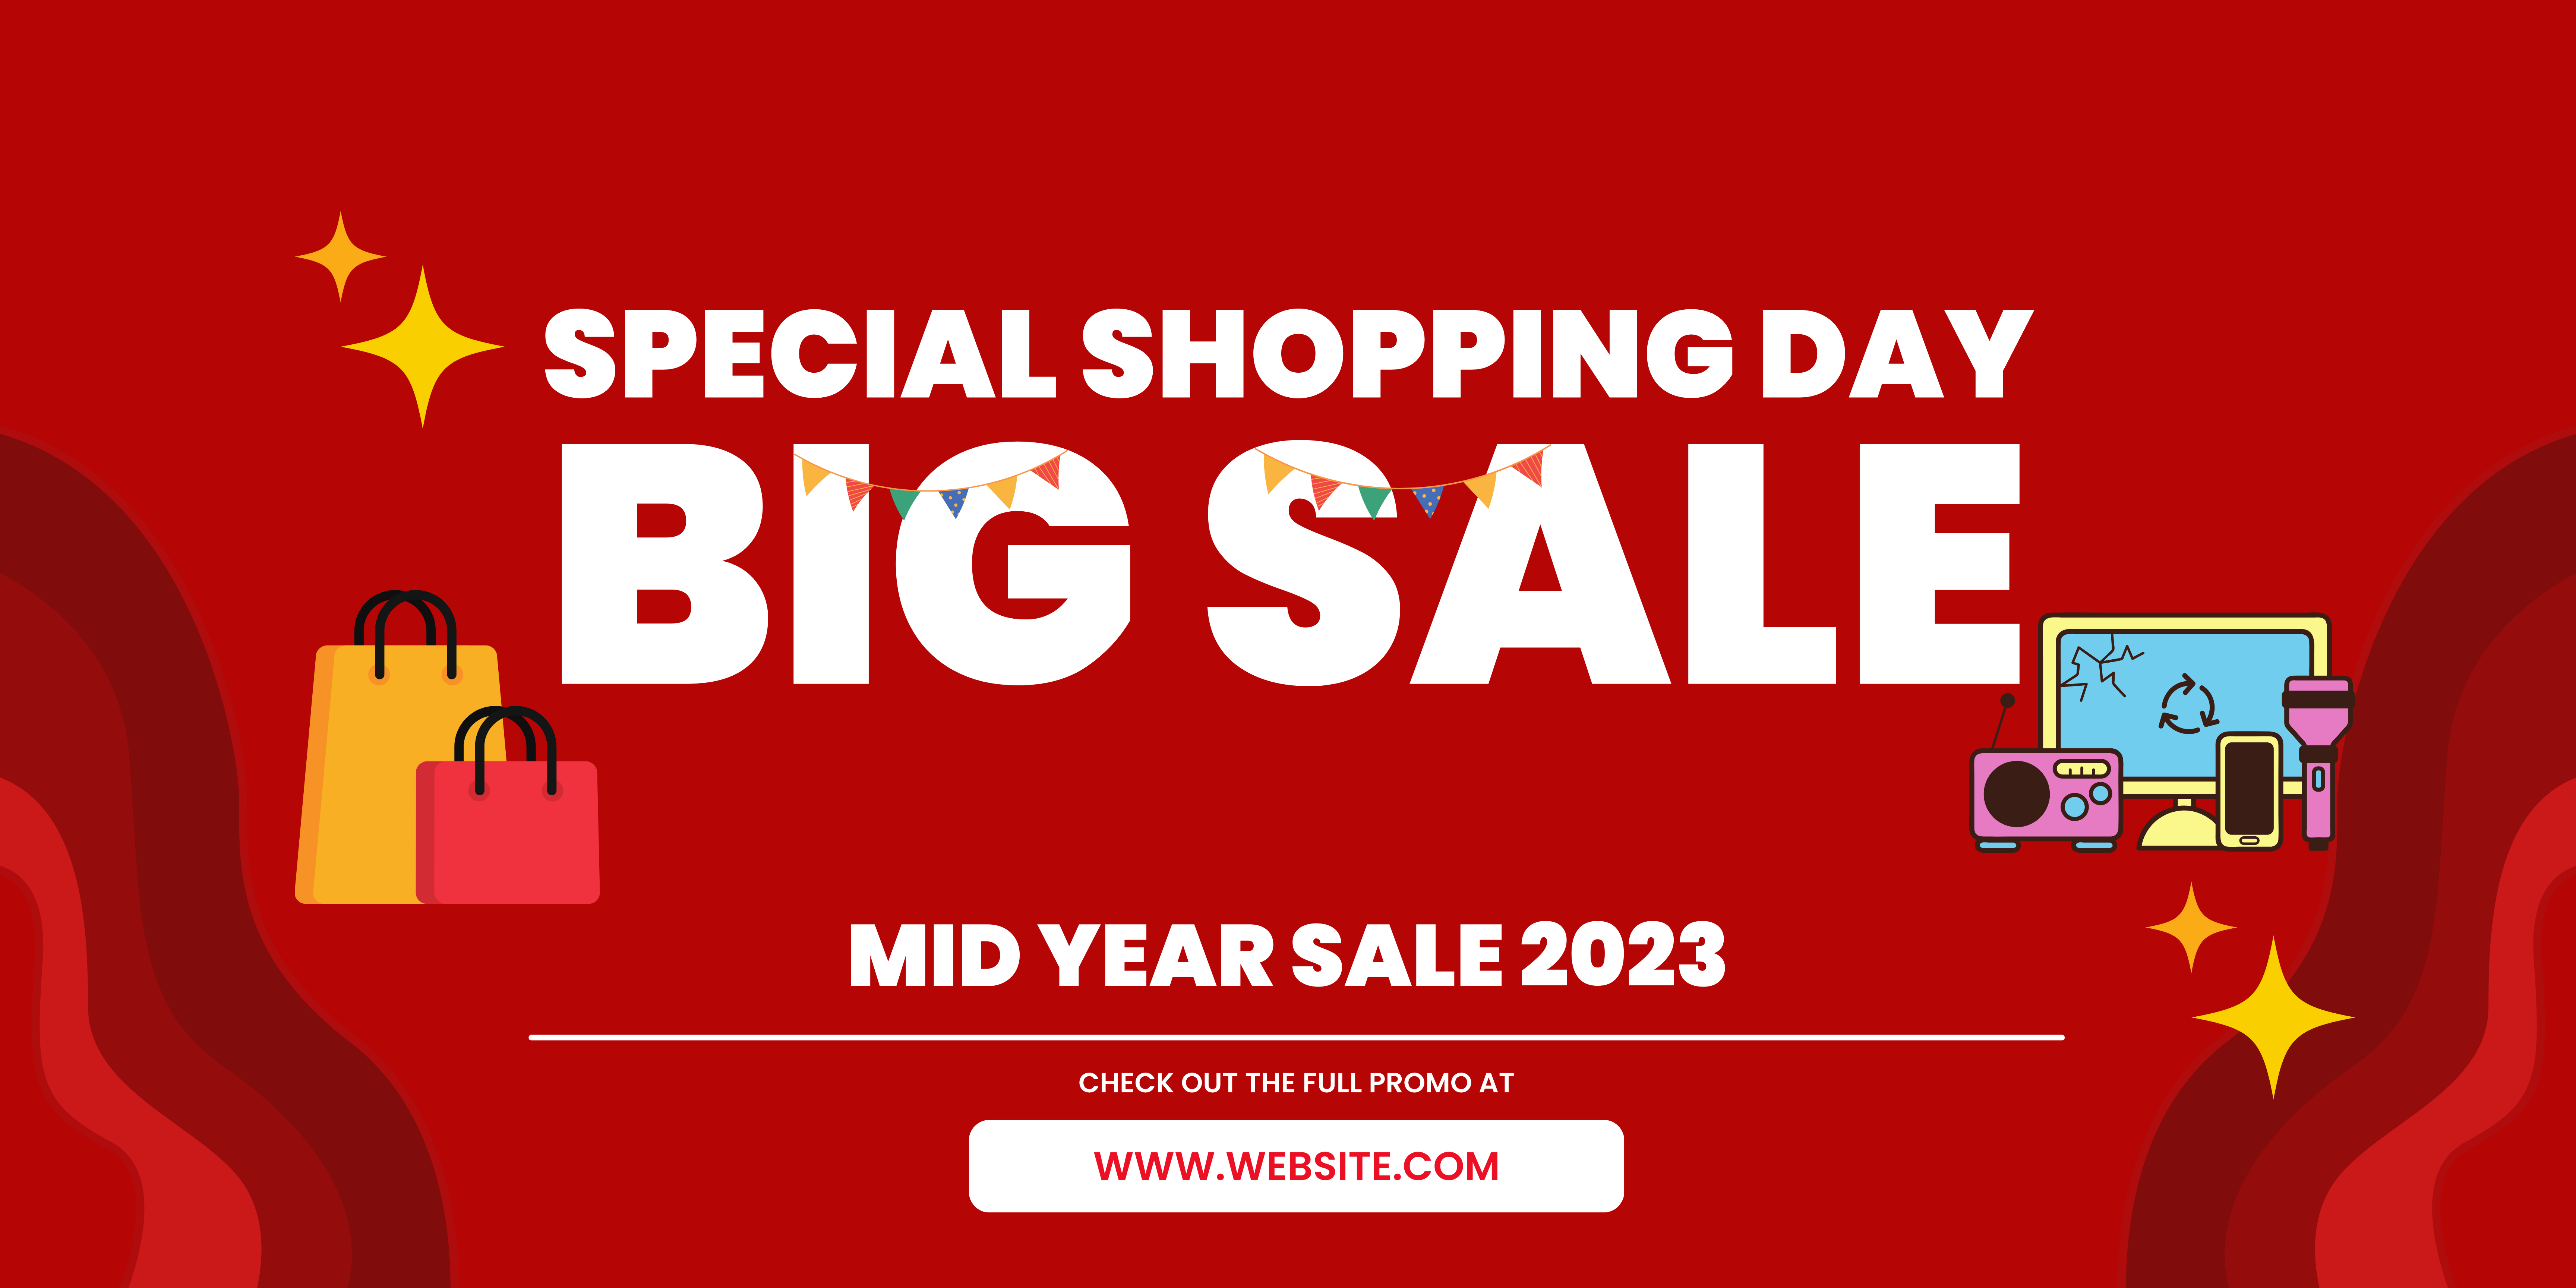 SPECIAL SHOPPING DAY
BIG SALE
MID YEAR SALE 2023
CHECK OUT THE FULL PROMO AT
WWW.WEBSITE.COM